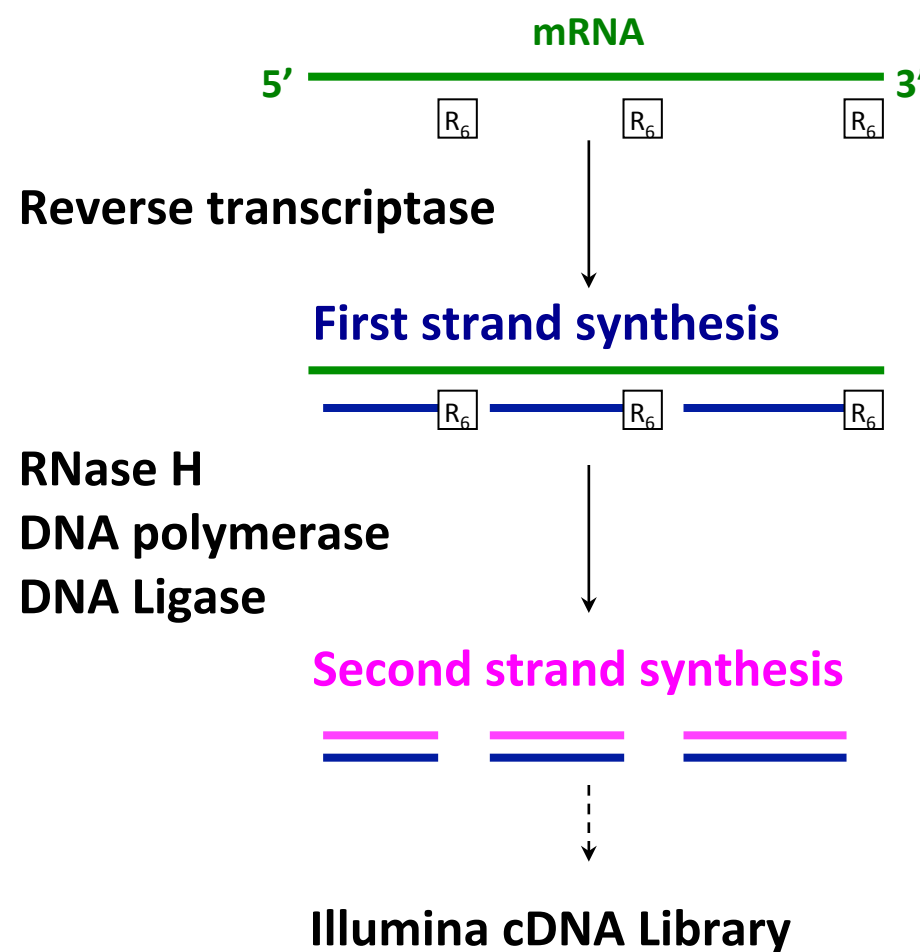 mRNA
5’ 3’
R₆ R₆ R₆
Reverse transcriptase
First strand synthesis
R₆ R₆ R₆
RNase H
DNA polymerase
DNA Ligase
Second strand synthesis
Illumina cDNA Library